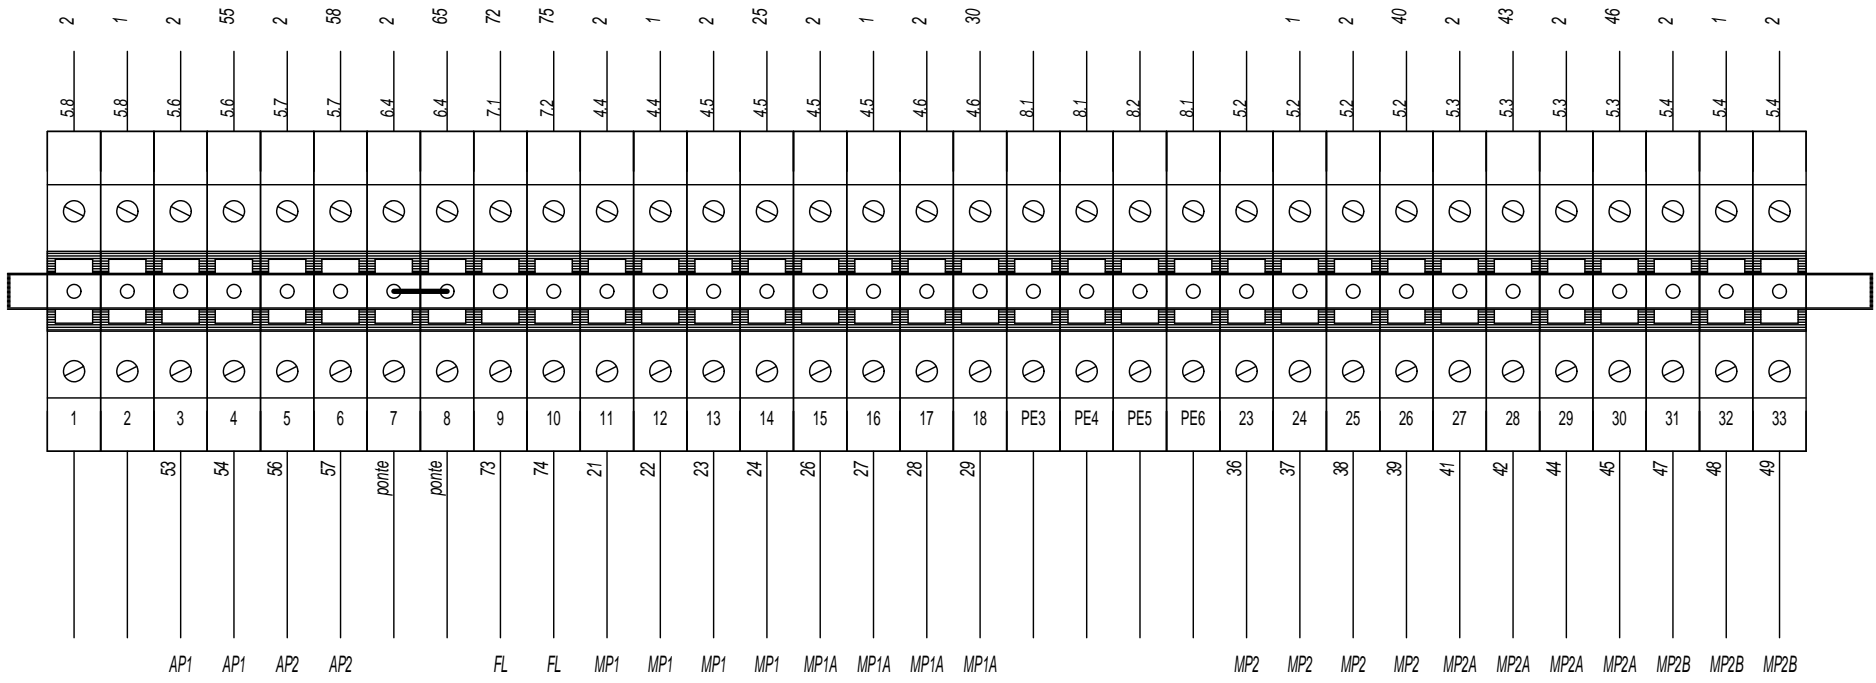 2 1 2 55 2 58 2 65 72 75 2 1 2 25 2 1 2 30 1 2 40 2 43 2 46 2 1 2
5.8 5.8 5.6 5.6 5.7 5.7 6.4 6.4 7.1 7.2 4.4 4.4 4.5 4.5 4.5 4.5 4.6 4.6 8.1 8.1 8.2 8.1 5.2 5.2 5.2 5.2 5.3 5.3 5.3 5.3 5.4 5.4 5.4
1 2 3 4 5 6 7 8 9 10 11 12 13 14 15 16 17 18 PE3 PE4 PE5 PE6 23 24 25 26 27 28 29 30 31 32 33
53 54 56 57 ponte ponte 73 74 21 22 23 24 26 27 28 29 36 37 38 39 41 42 44 45 47 48 49
AP1 AP1 AP2 AP2 FL FL MP1 MP1 MP1 MP1 MP1A MP1A MP1A MP1A MP2 MP2 MP2 MP2 MP2A MP2A MP2A MP2A MP2B MP2B MP2B